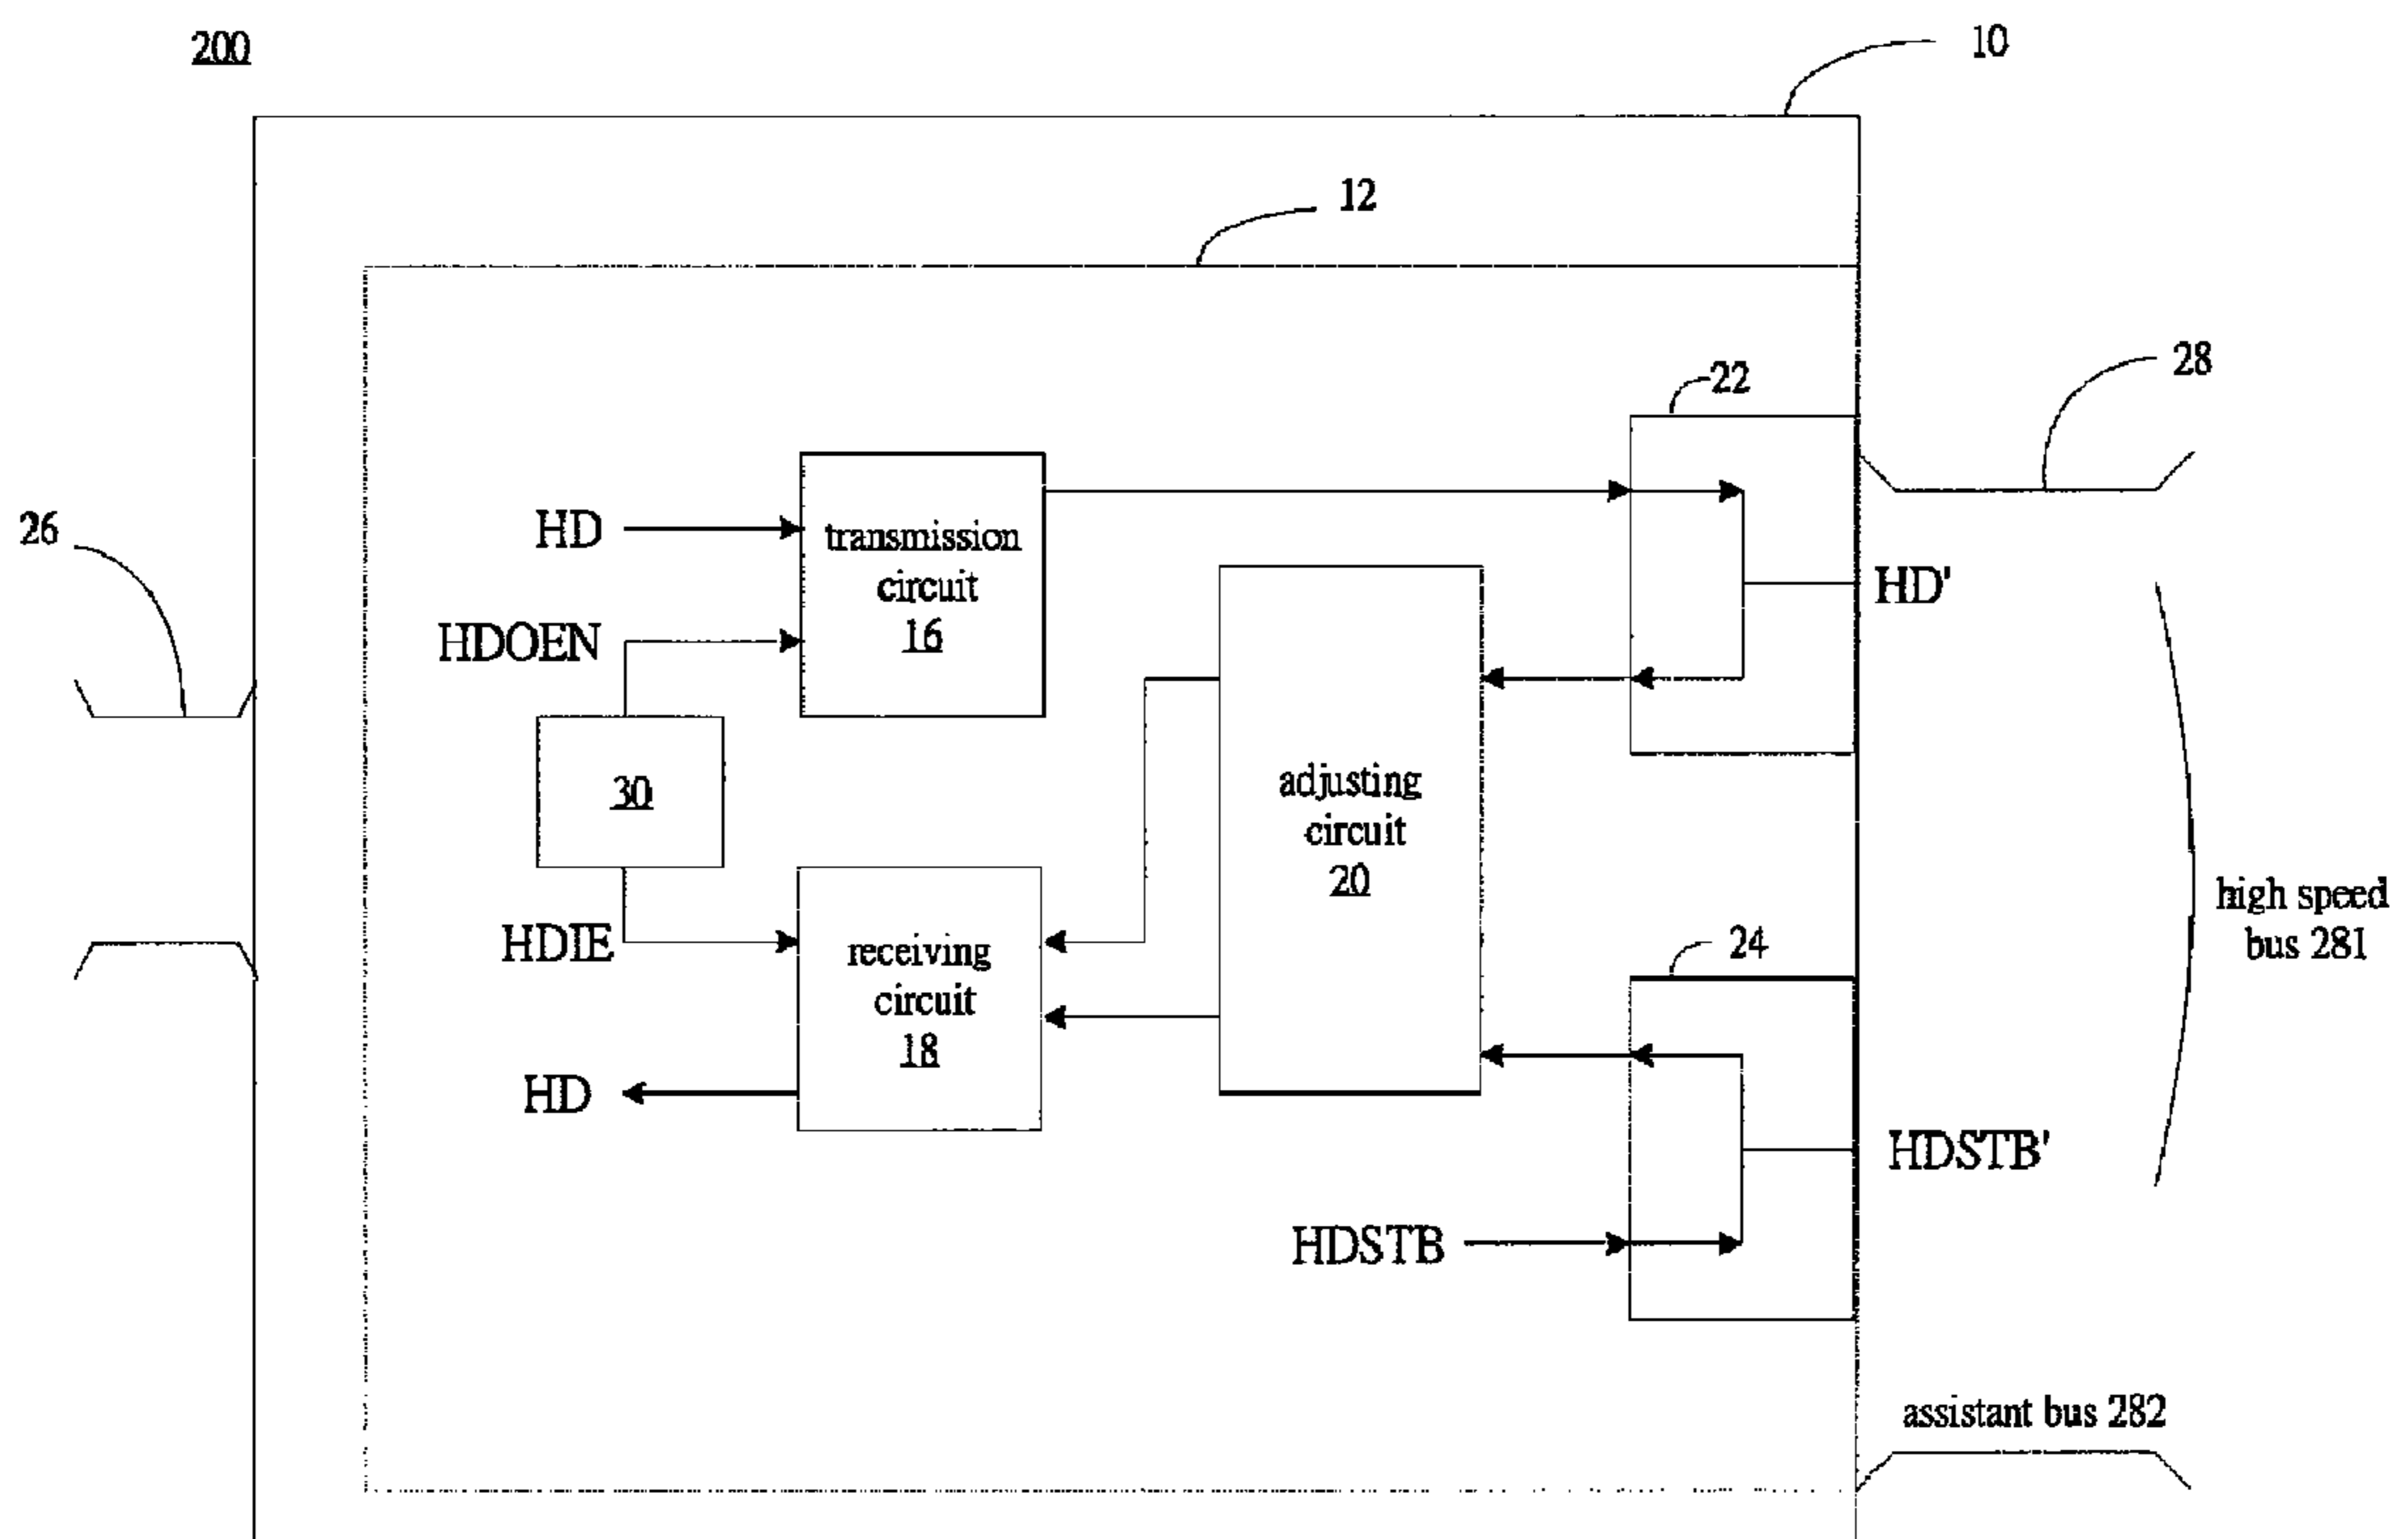 200
10
12
28
22
26
HD
transmission
circuit
16
HDOEN
HD'
30
adjusting
circuit
20
high speed
bus 281
HDIE
receiving
circuit
18
24
HD
HDSTB'
HDSTB
assistant bus 282